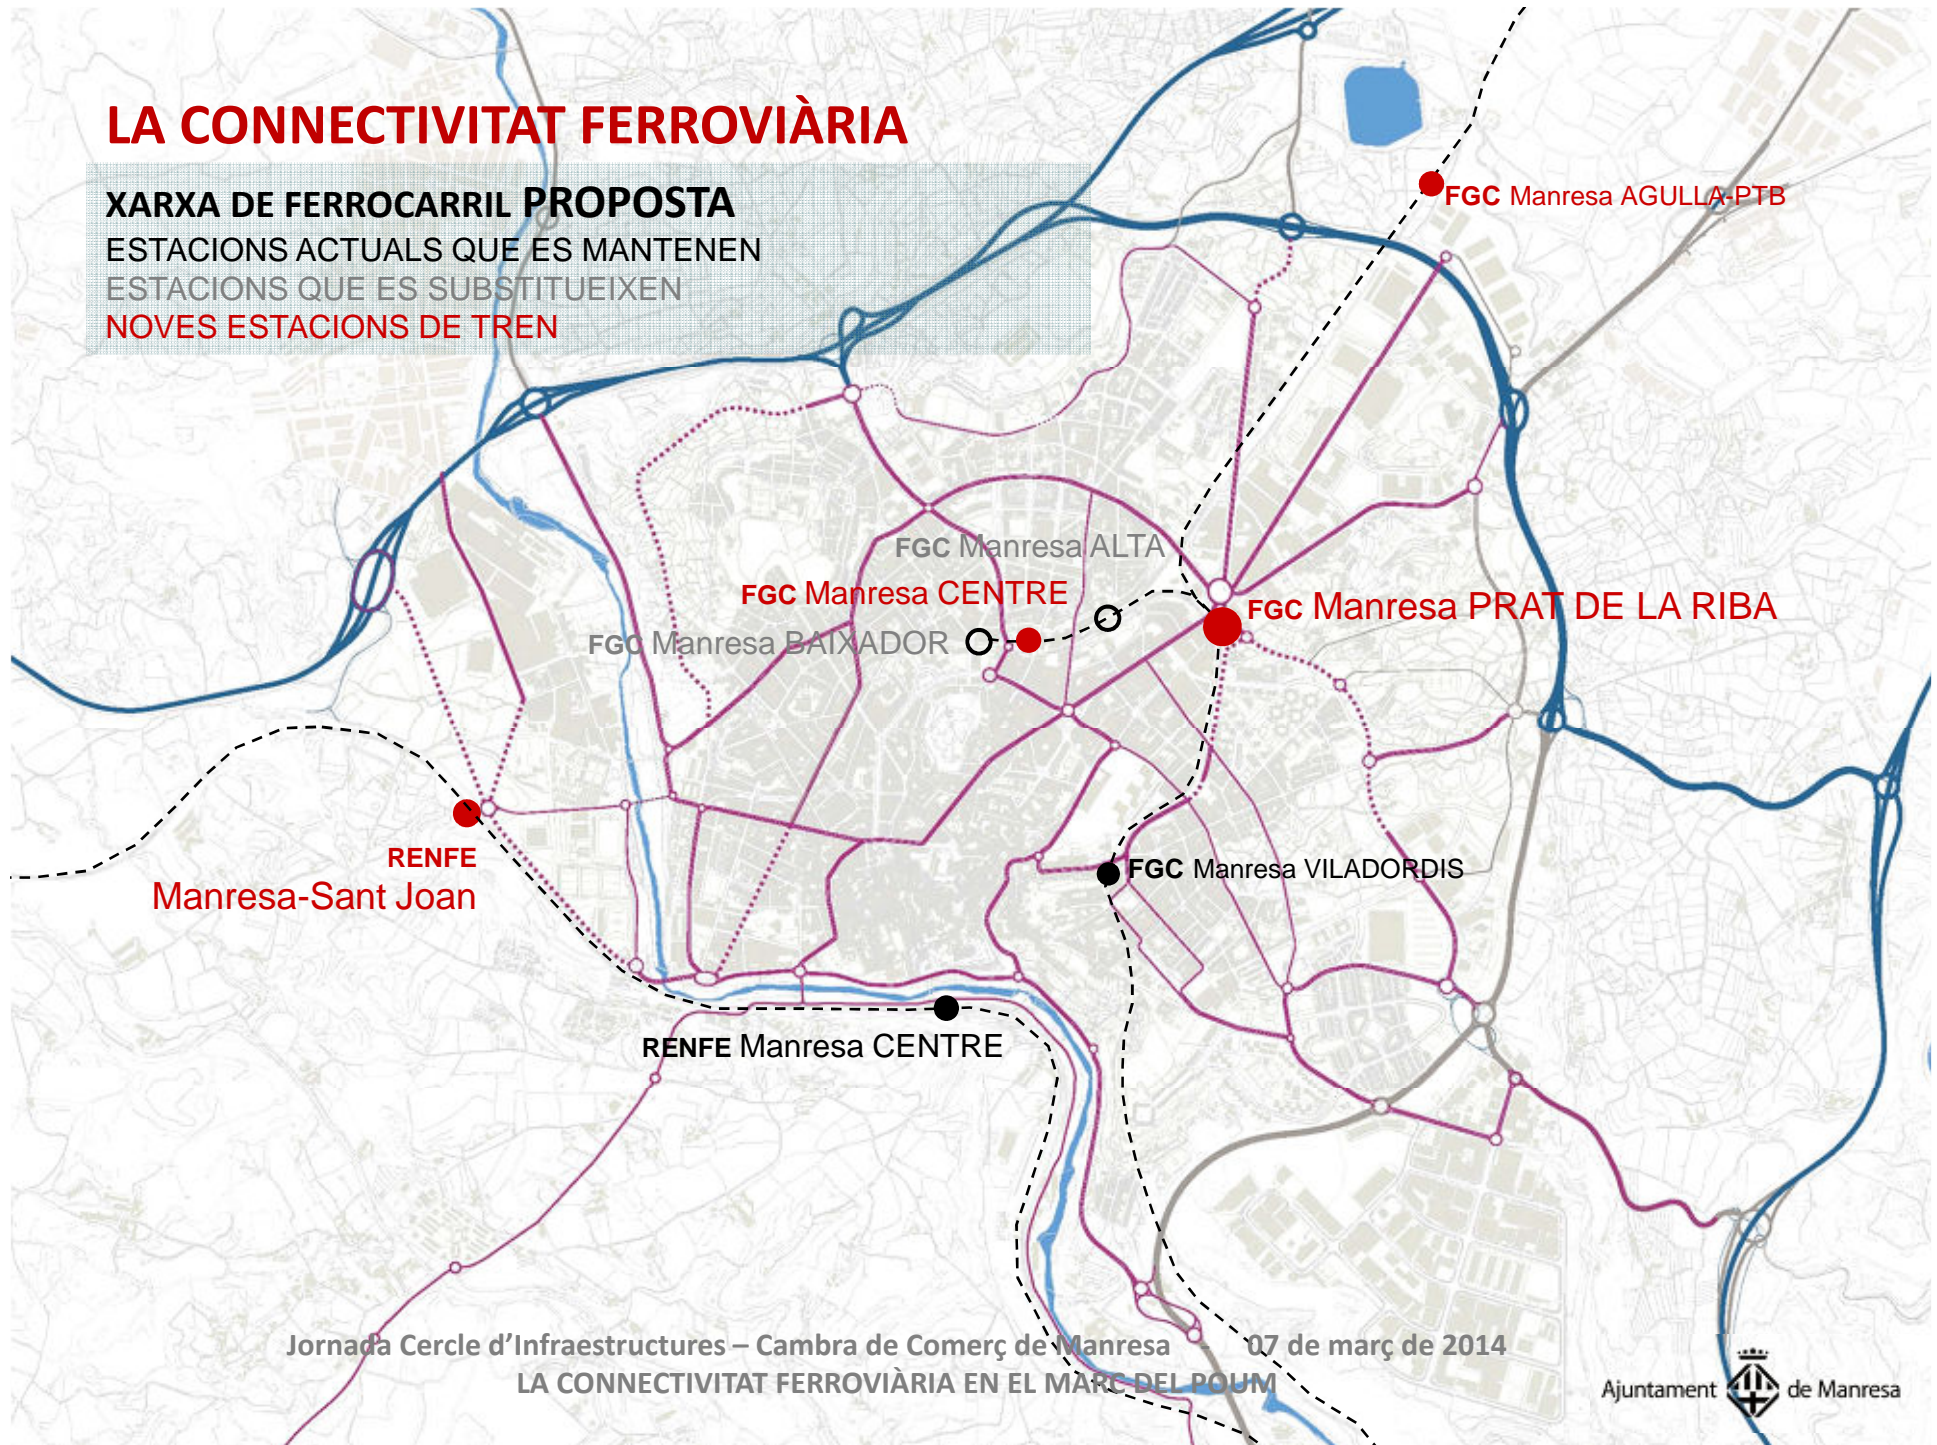 LA CONNECTIVITAT FERROVIÀRIA
XARXA DE FERROCARRIL PROPOSTA
ESTACIONS ACTUALS QUE ES MANTENEN
ESTACIONS QUE ES SUBSTITUEIXEN
NOVES ESTACIONS DE TREN
FGC Manresa AGULLA-PTB
FGC Manresa ALTA
FGC Manresa CENTRE
FGC Manresa PRAT DE LA RIBA
FGC Manresa BAIXADOR
RENFE
Manresa-Sant Joan
FGC Manresa VILADORDIS
RENFE Manresa CENTRE
Jornada Cercle d'Infraestructures – Cambra de Comerç de Manresa - 07 de març de 2014
LA CONNECTIVITAT FERROVIÀRIA EN EL MARC DEL POUM
Ajuntament de Manresa